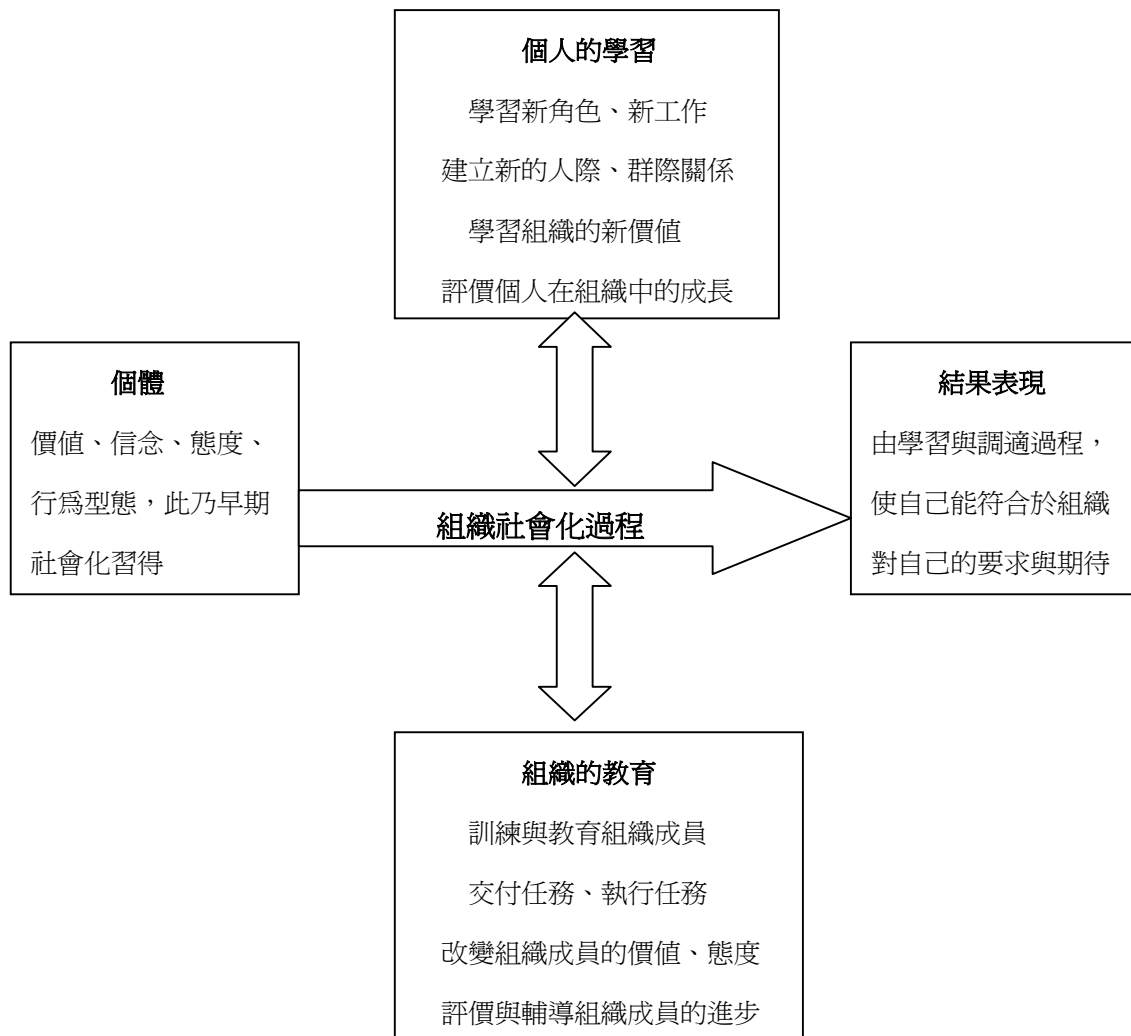 個人的學習
學習新角色、新工作
建立新的人際、群際關係
學習組織的新價值
評價個人在組織中的成長
個體
價值、信念、態度、
行為型態，此乃早期
社會化習得
組織社會化過程
結果表現
由學習與調適過程，
使自己能符合於組織
對自己的要求與期待
組織的教育
訓練與教育組織成員
交付任務、執行任務
改變組織成員的價值、態度
評價與輔導組織成員的進步